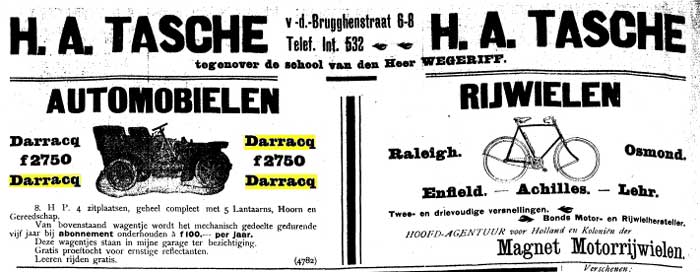 H. A. TASCHE
v.-d.-Brugghenstraat 6-8
Telef. Int. 532
H. A. TASCHE
tegenover de school van den Heer WEGERIFF.
AUTOMOBIELEN
Darracq
f 2750
Darracq
Darracq
f 2750
Darracq
8. H P. 4 zitplaatsen, geheel compleet met 5 Lantaarns, Hoorn en
Gereedschap.
Van bovenstaand wagentje wordt het mechanisch gedoelte gedurende
vijf jaar bij abonnement onderhouden à f 100.— per jaar.
Deze wagentjes staan in mijne garage ter bezichtiging.
Gratis proeftocht voor ernstige reflectanten.
Leeren rijden gratis.
(4782)
RIJWIELEN
Raleigh.
Osmond.
Enfield. — Achilles. — Lehr.
Twee- en drievoudige versnellingen.
Bonds Motor- en Rijwielhersteller.
HOOFD-AGENTUUR voor Holland en Koloniën der
Magnet Motorrijwielen.
Verschenen: